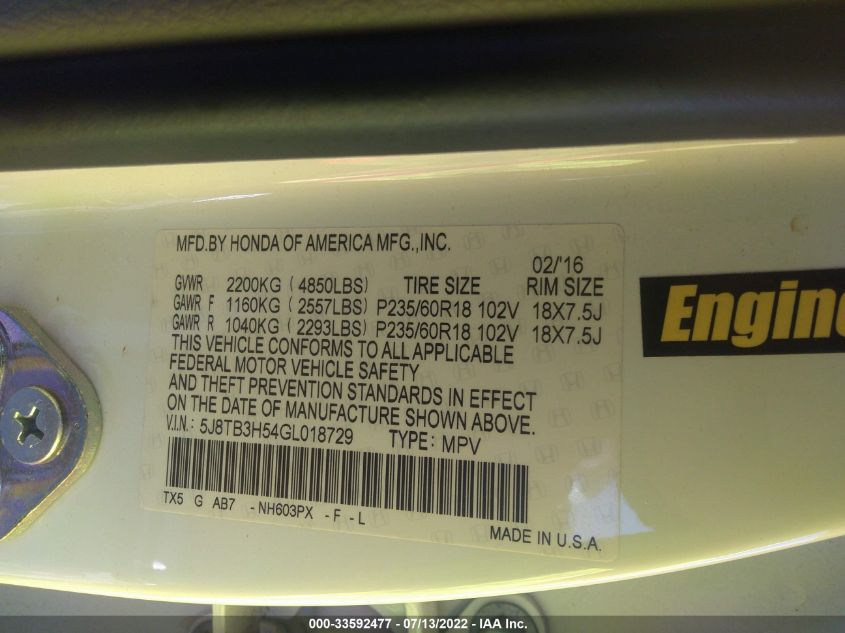 MFD.BY HONDA OF AMERICA MFG.,INC.
02/'16
GVWR 2200KG ( 4850LBS) TIRE SIZE RIM SIZE
GAWR F 1160KG ( 2557LBS) P235/60R18 102V 18X7.5J
GAWR R 1040KG ( 2293LBS) P235/60R18 102V 18X7.5J
THIS VEHICLE CONFORMS TO ALL APPLICABLE
FEDERAL MOTOR VEHICLE SAFETY
AND THEFT PREVENTION STANDARDS IN EFFECT
ON THE DATE OF MANUFACTURE SHOWN ABOVE.
V.I.N.: 5J8TB3H54GL018729 TYPE: MPV
TX5 G AB7 - NH603PX - F - L
MADE IN U.S.A.
Engine
000-33592477 - 07/13/2022 - IAA Inc.